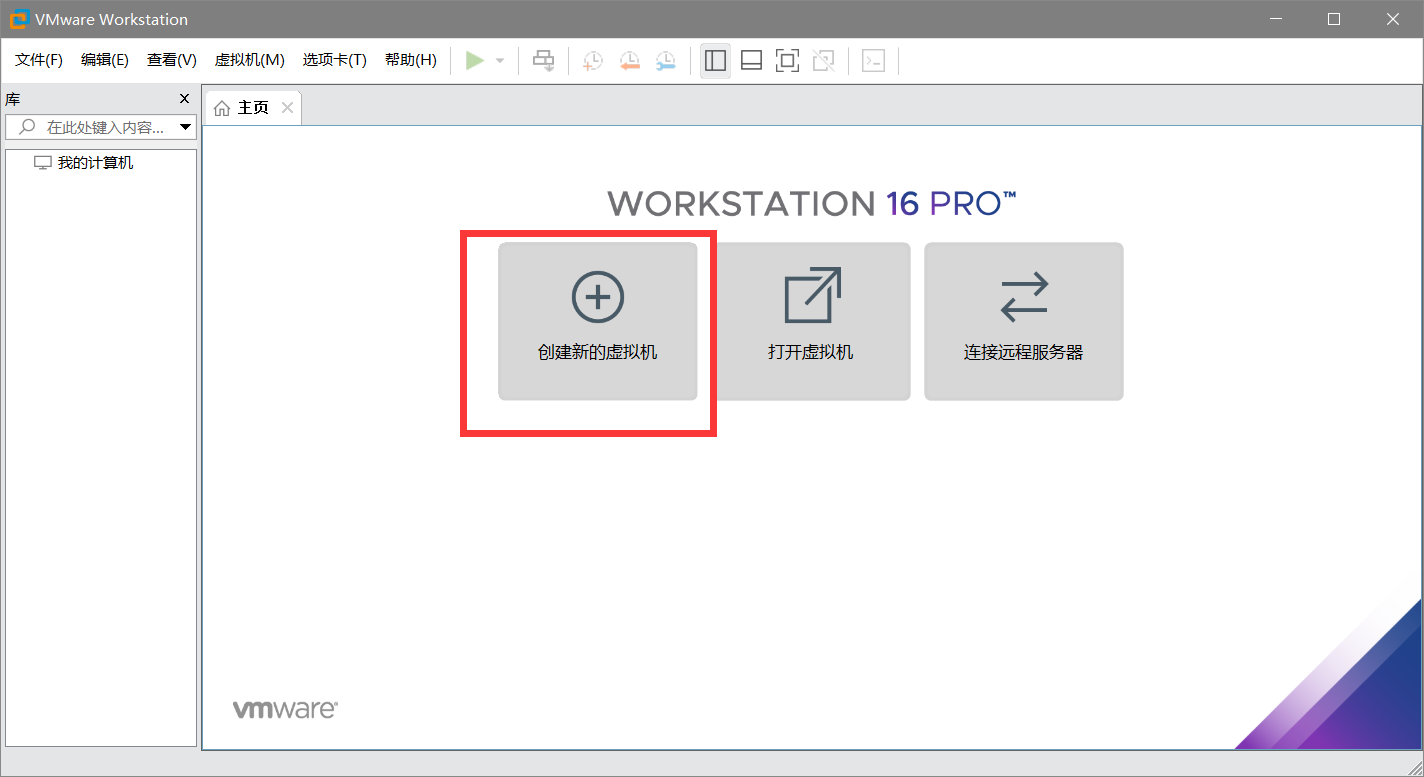 VMware Workstation
文件(F) 编辑(E) 查看(V) 虚拟机(M) 选项卡(T) 帮助(H)
库
主页
在此处键入内容...
我的计算机
WORKSTATION 16 PRO™
创建新的虚拟机
打开虚拟机
连接远程服务器
vmware®